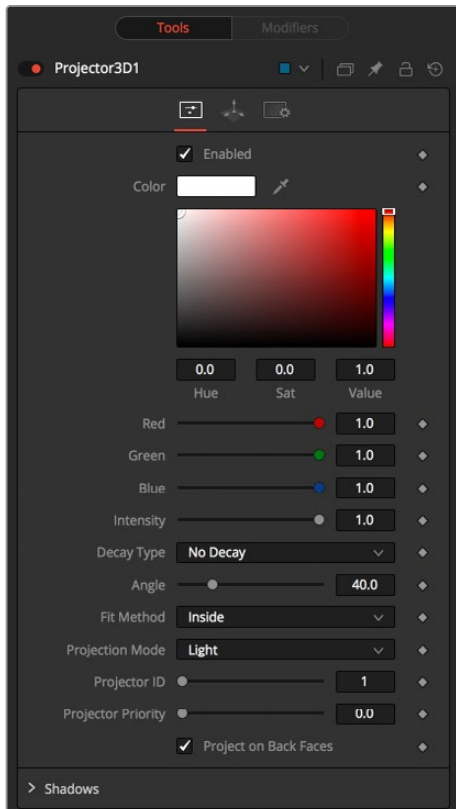 Tools Modifiers
Projector3D1
Enabled
Color
0.0 0.0 1.0
Hue Sat Value
Red 1.0
Green 1.0
Blue 1.0
Intensity 1.0
Decay Type No Decay
Angle 40.0
Fit Method Inside
Projection Mode Light
Projector ID 1
Projector Priority 0.0
Project on Back Faces
Shadows